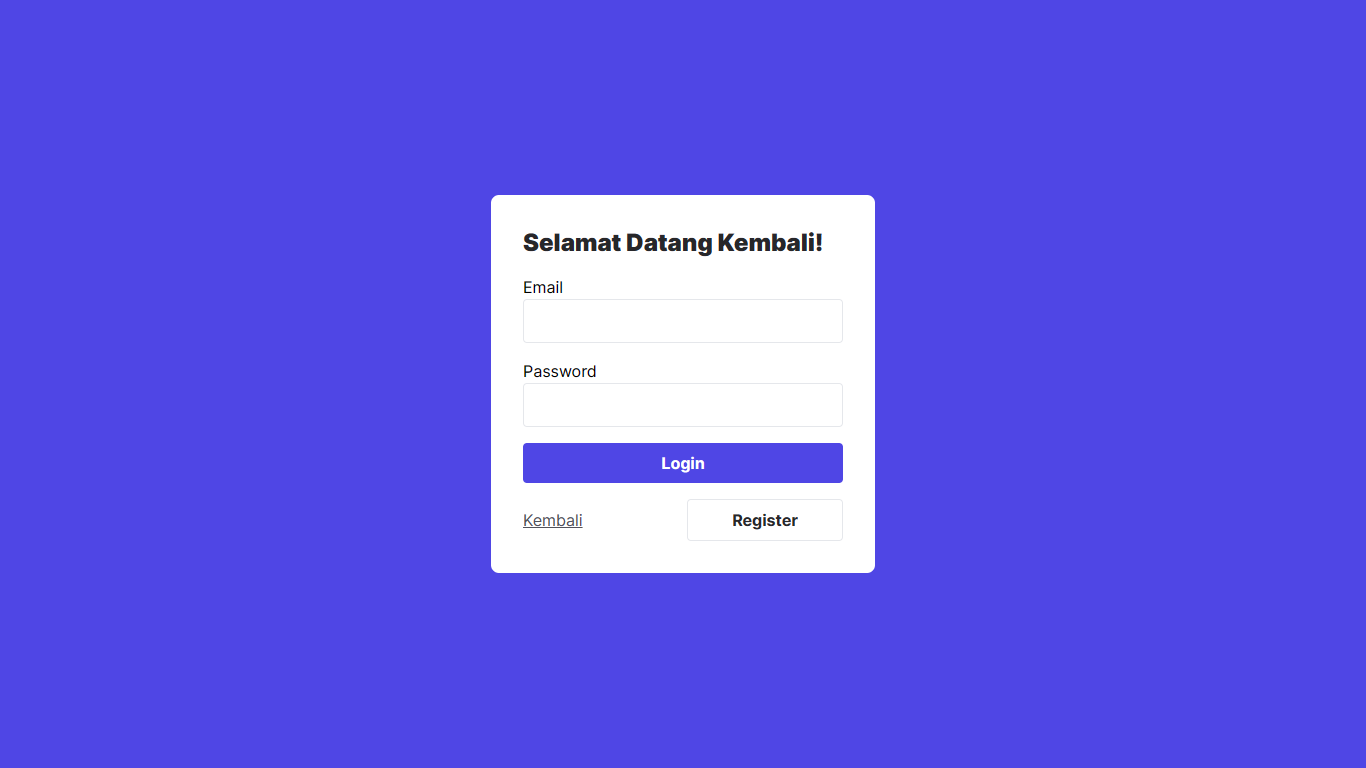 Selamat Datang Kembali!
Email
Password
Login
Kembali
Register